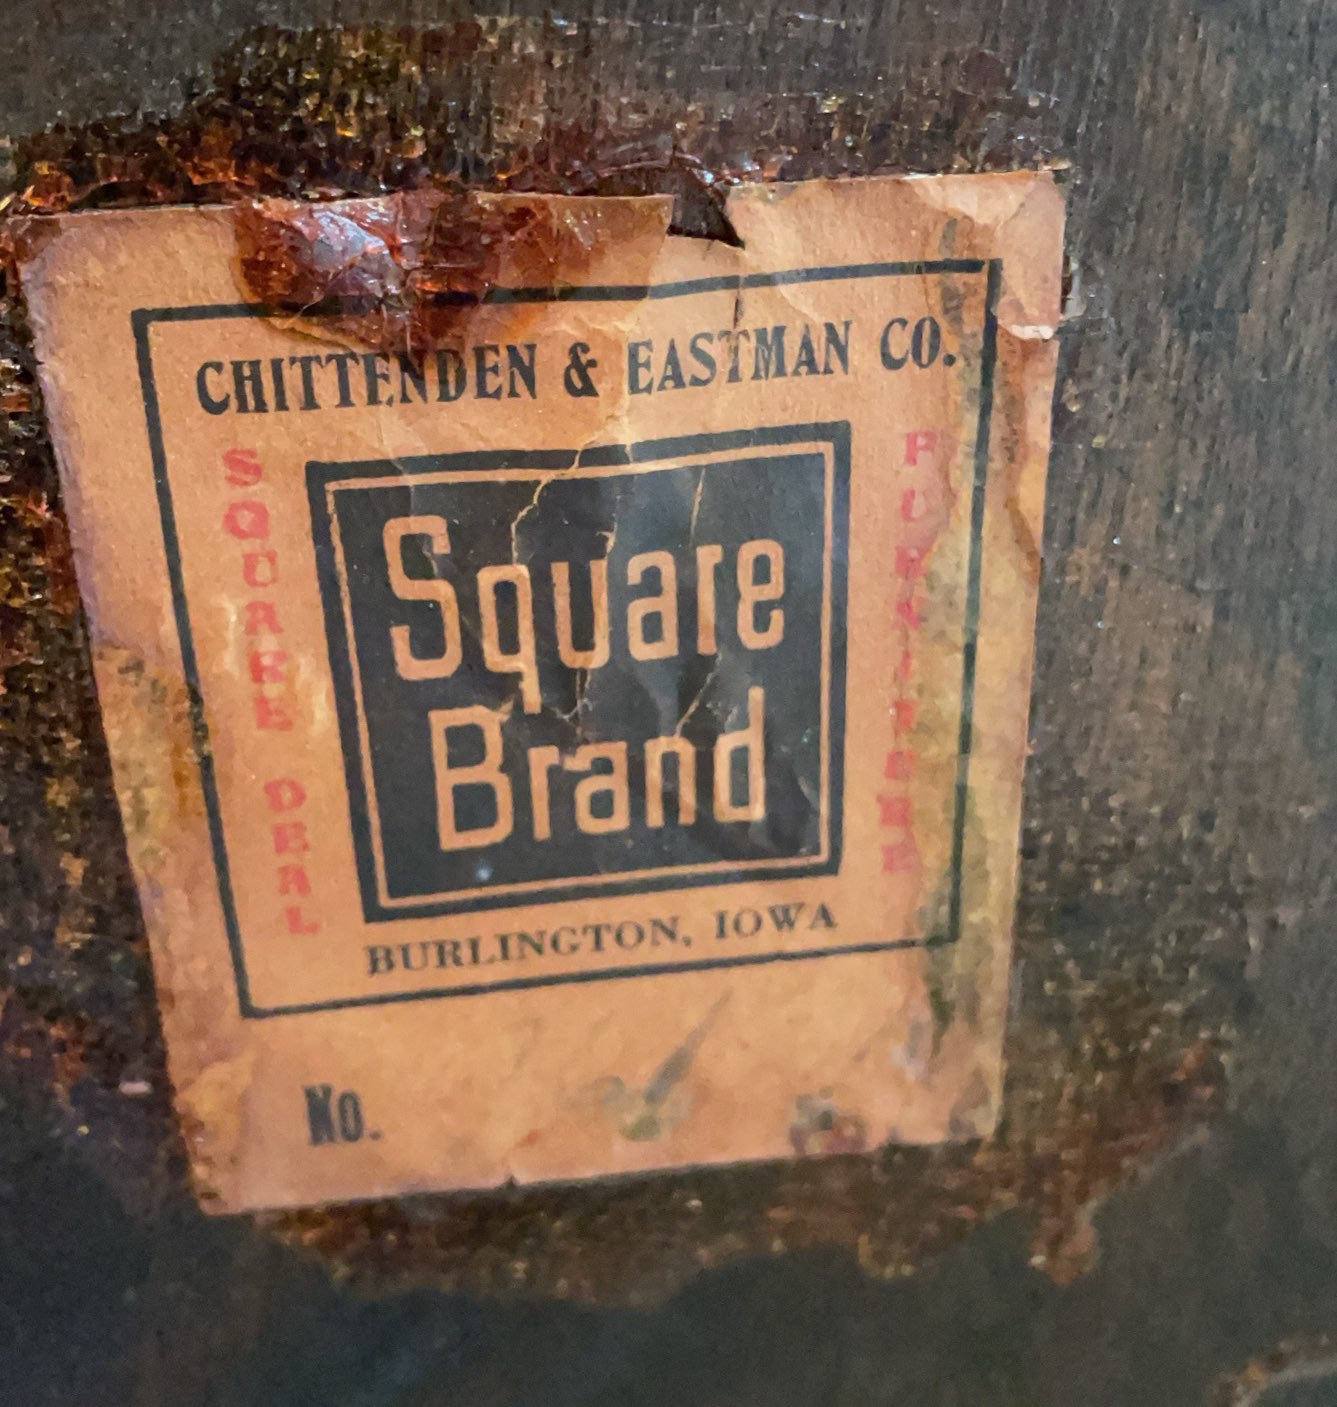 CHITTENDEN & EASTMAN CO.
SQUARE DEAL
Square
Brand
FURNITURE
BURLINGTON, IOWA
No.